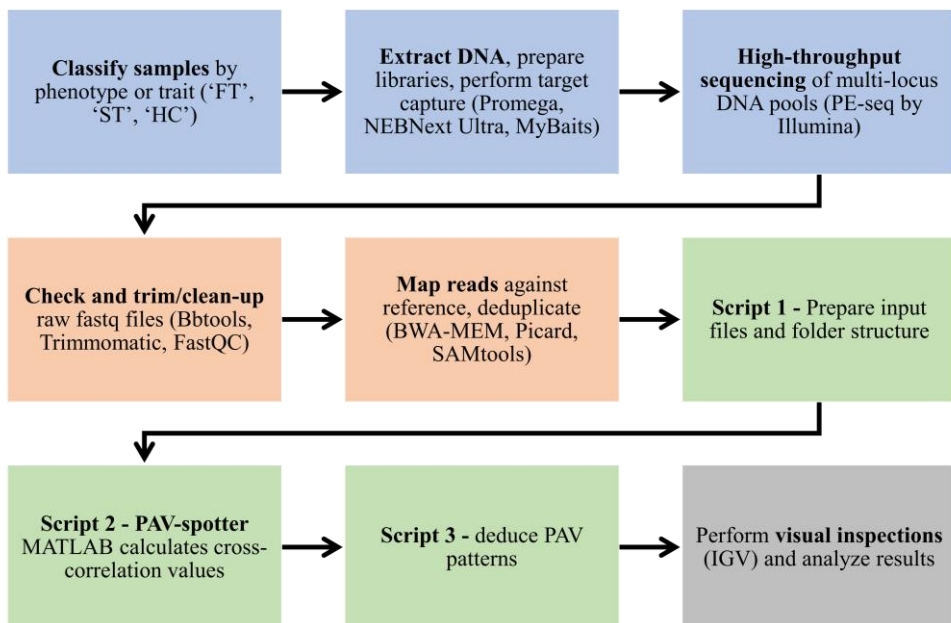 Classify samples by
phenotype or trait (‘FT’,
‘ST’, ‘HC’)
Extract DNA, prepare
libraries, perform target
capture (Promega,
NEBNext Ultra, MyBaits)
High-throughput
sequencing of multi-locus
DNA pools (PE-seq by
Illumina)
Check and trim/clean-up
raw fastq files (Bbtools,
Trimmomatic, FastQC)
Map reads against
reference, deduplicate
(BWA-MEM, Picard,
SAMtools)
Script 1 - Prepare input
files and folder structure
Script 2 - PAV-spotter
MATLAB calculates cross-
correlation values
Script 3 - deduce PAV
patterns
Perform visual inspections
(IGV) and analyze results